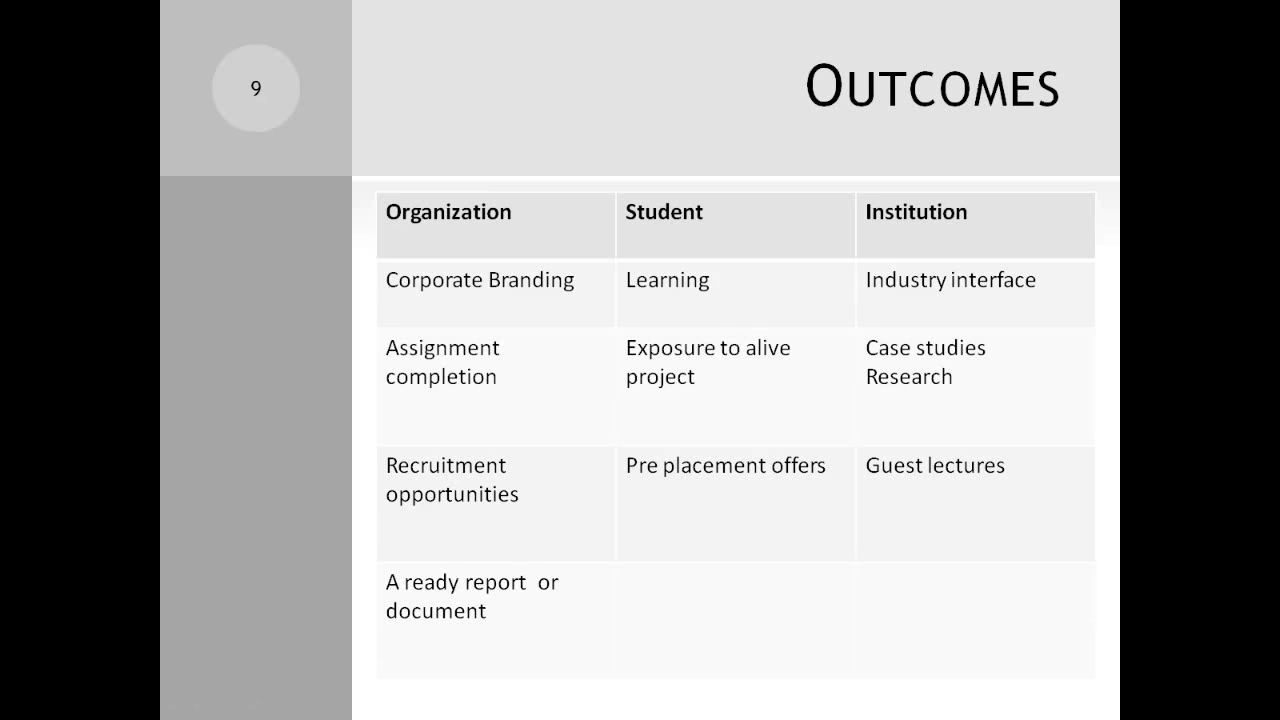 9
OUTCOMES
Organization Student Institution
Corporate Branding Learning Industry interface
Assignment Exposure to alive Case studies
completion project Research
Recruitment Pre placement offers Guest lectures
opportunities
A ready report or
document